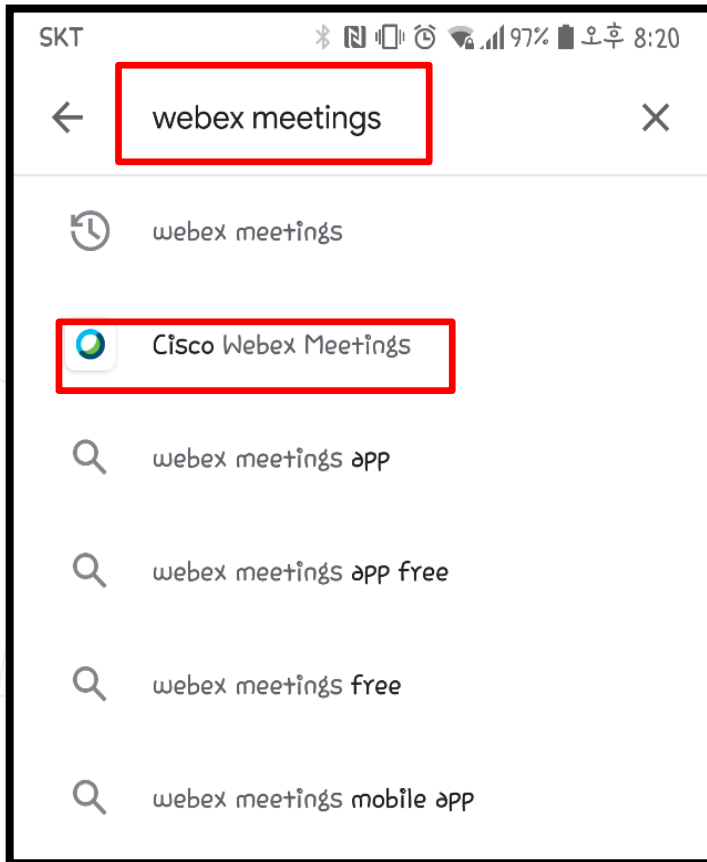 SKT 97% 오후 8:20
webex meetings
webex meetings
Cisco Webex Meetings
webex meetings app
webex meetings app free
webex meetings free
webex meetings mobile app